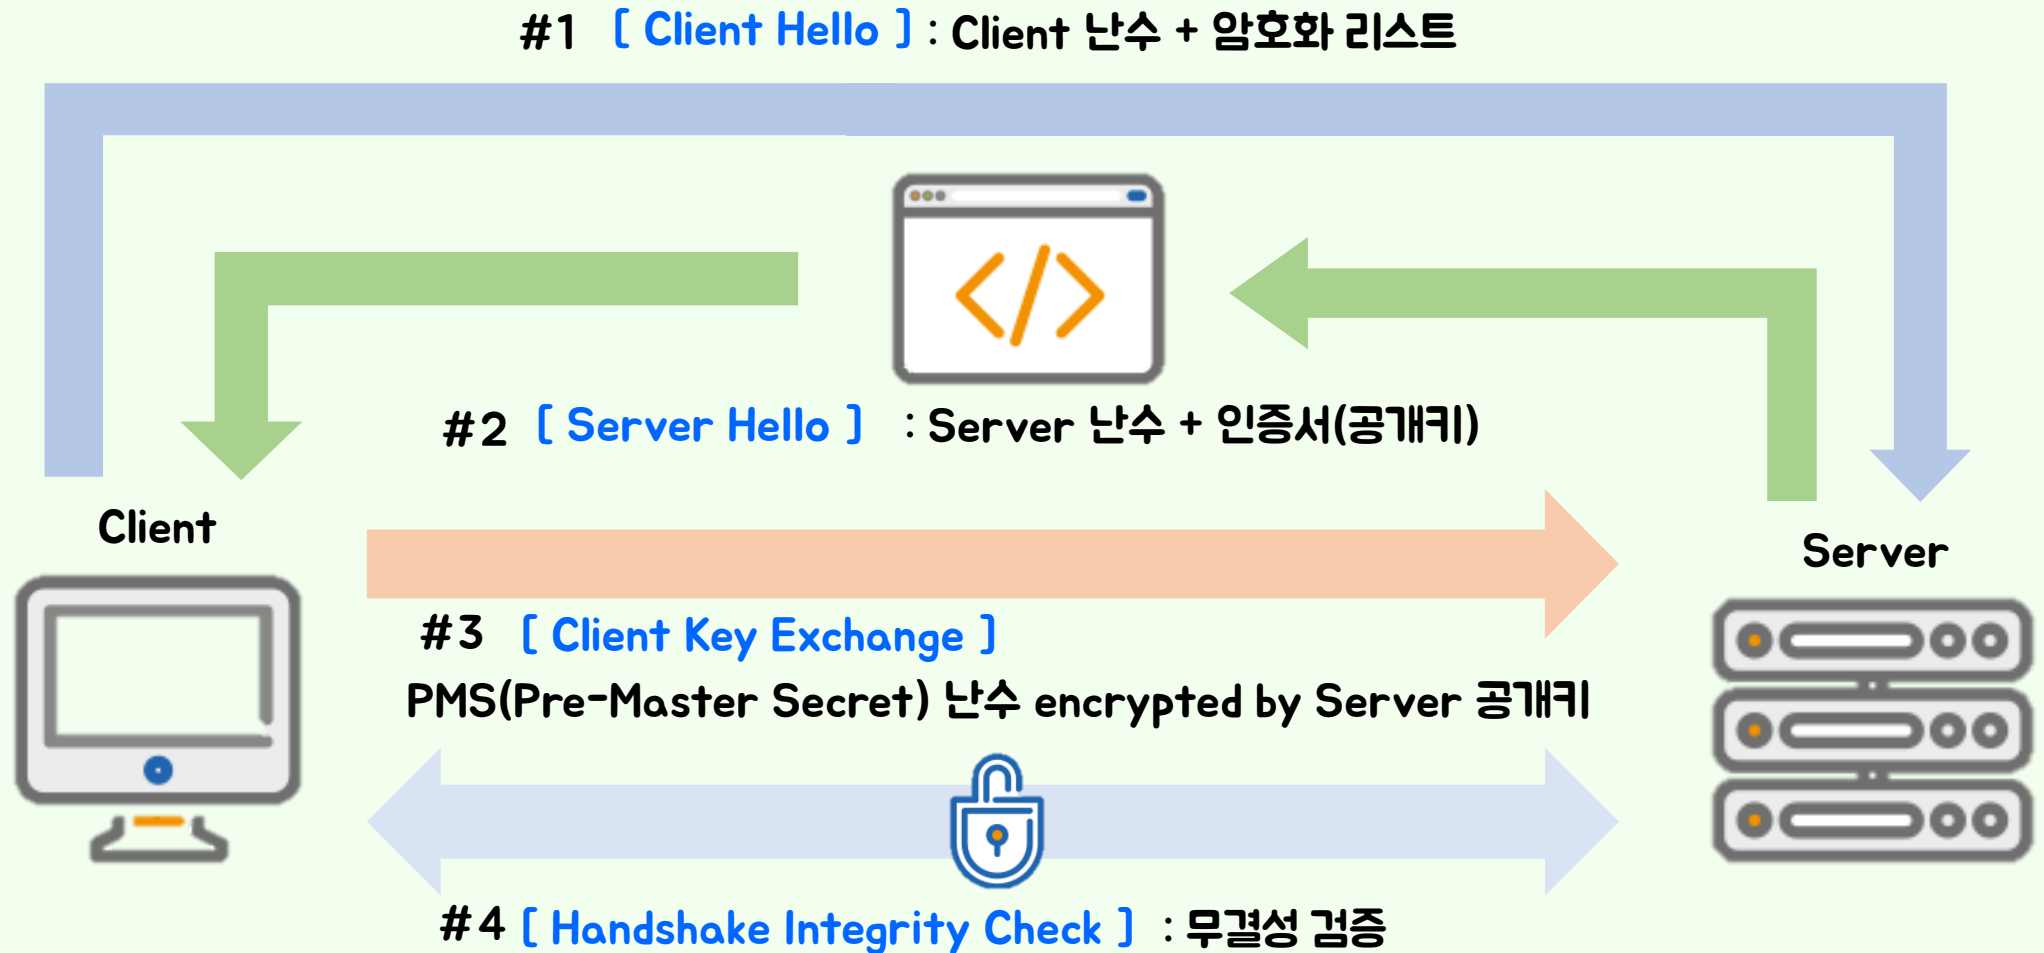 #1 [ Client Hello ] : Client 난수 + 암호화 리스트
#2 [ Server Hello ] : Server 난수 + 인증서(공개키)
Client
Server
#3 [ Client Key Exchange ]
PMS(Pre-Master Secret) 난수 encrypted by Server 공개키
#4 [ Handshake Integrity Check ] : 무결성 검증